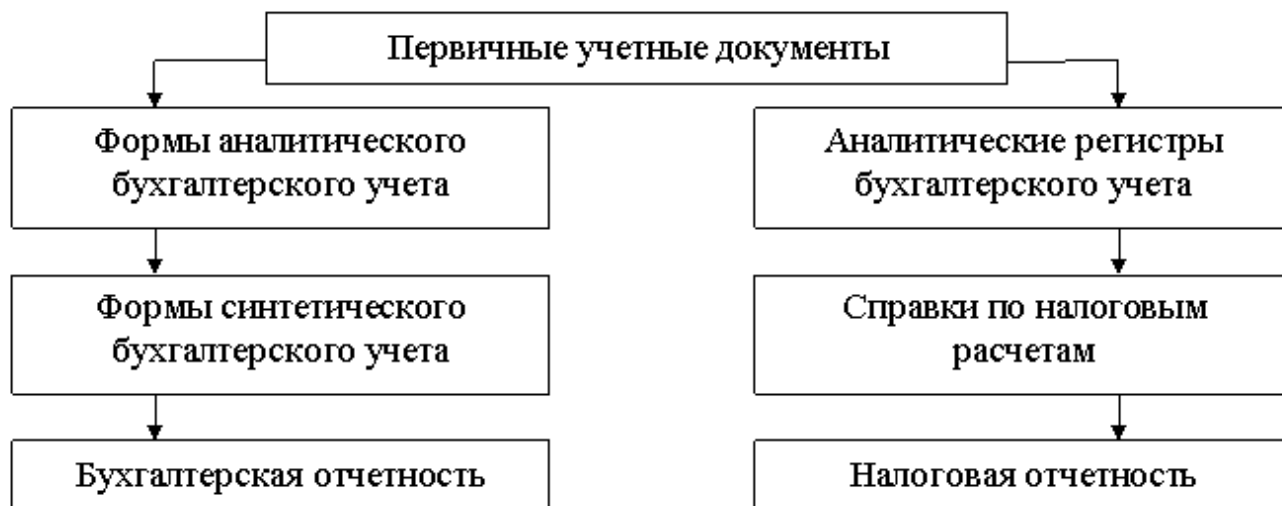 Первичные учетные документы
Формы аналитического
бухгалтерского учета
Аналитические регистры
бухгалтерского учета
Формы синтетического
бухгалтерского учета
Справки по налоговым
расчетам
Бухгалтерская отчетность
Налоговая отчетность